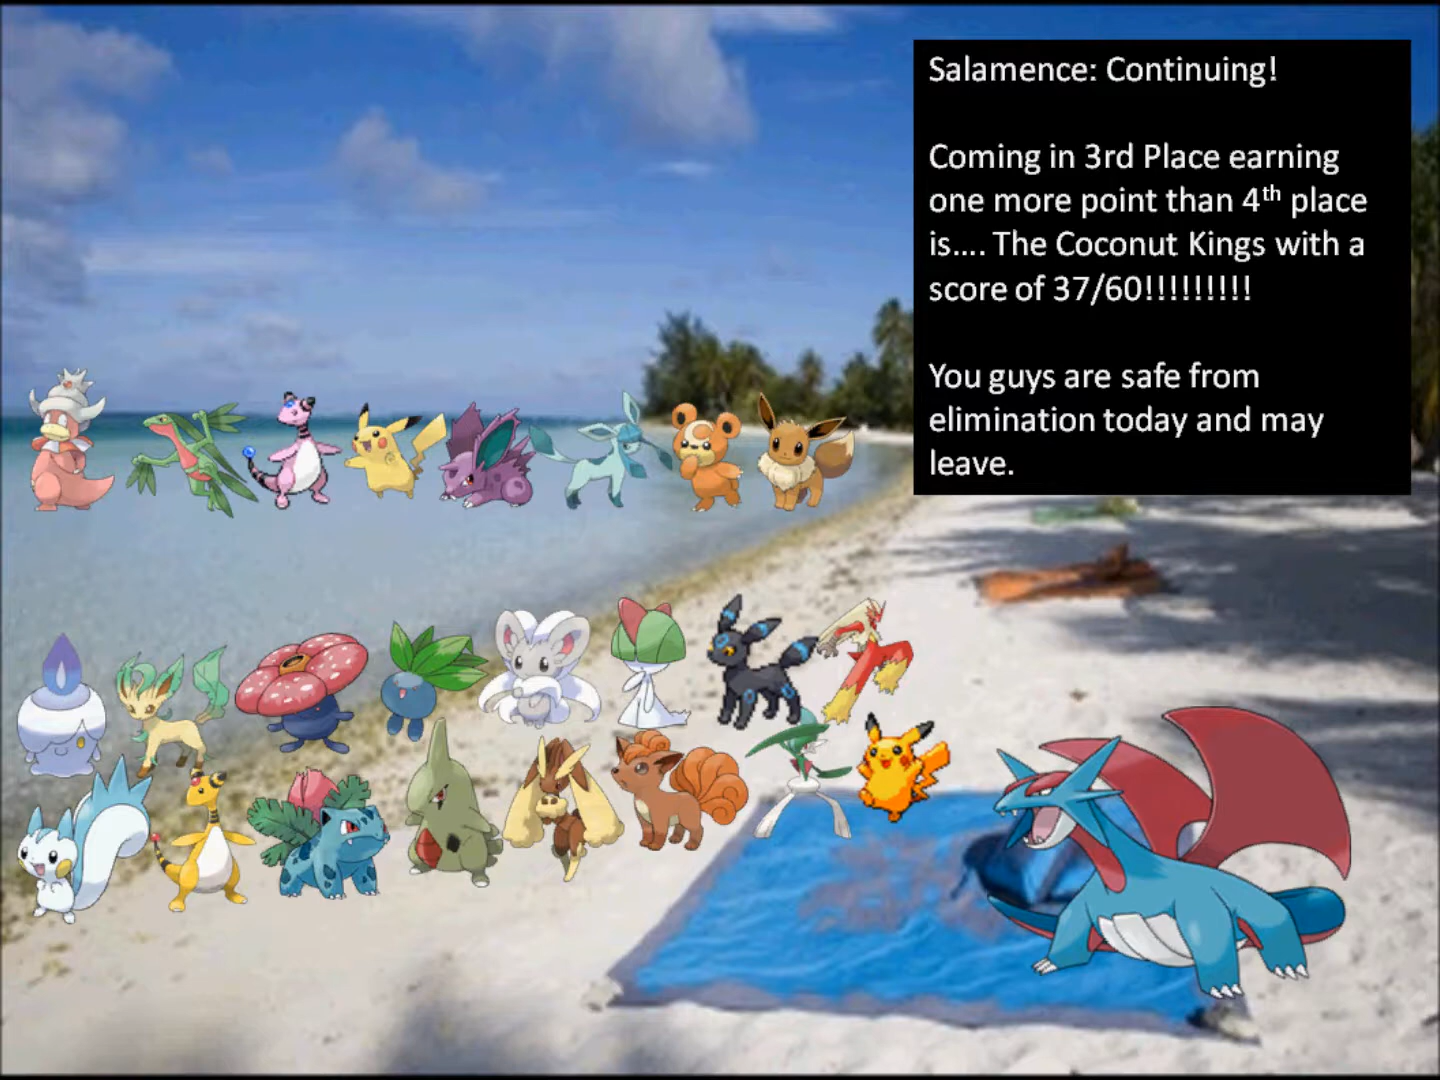 Salamence: Continuing!
Coming in 3rd Place earning
one more point than 4th place
is.... The Coconut Kings with a
score of 37/60!!!!!!!!!
You guys are safe from
elimination today and may
leave.